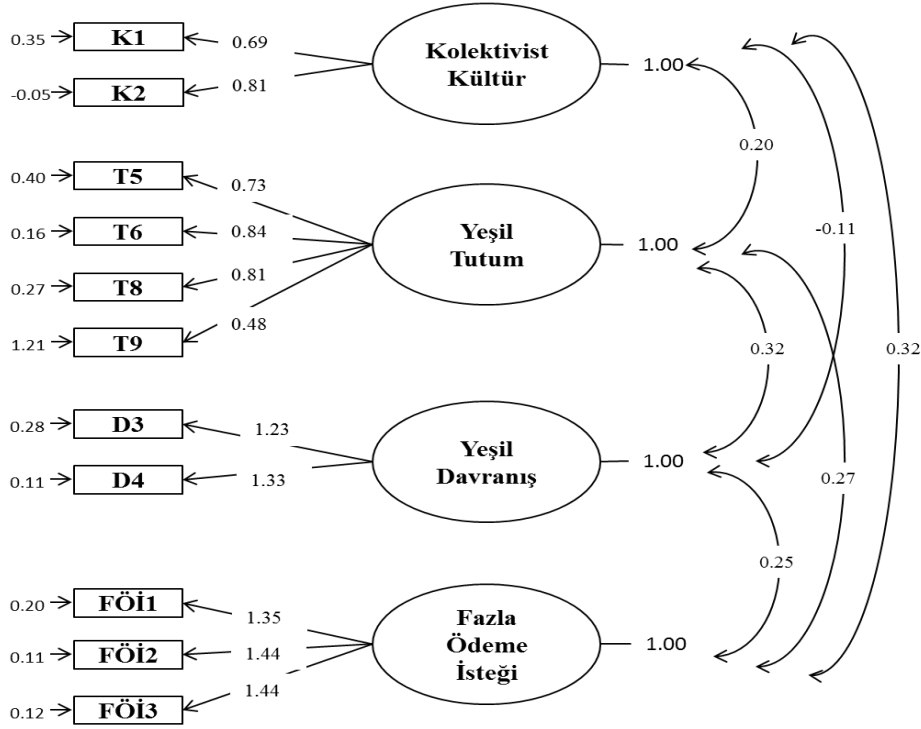 0.35
K1
0.69
-0.05
K2
0.81
Kolektivist
Kültür
1.00
0.20
0.40
T5
0.73
0.16
T6
0.84
0.27
T8
0.81
1.21
T9
0.48
Yeşil
Tutum
1.00
-0.11
0.32
0.32
0.28
D3
1.23
0.11
D4
1.33
Yeşil
Davranış
1.00
0.27
0.25
0.20
FÖİ1
1.35
0.11
FÖİ2
1.44
0.12
FÖİ3
1.44
Fazla
Ödeme
İsteği
1.00